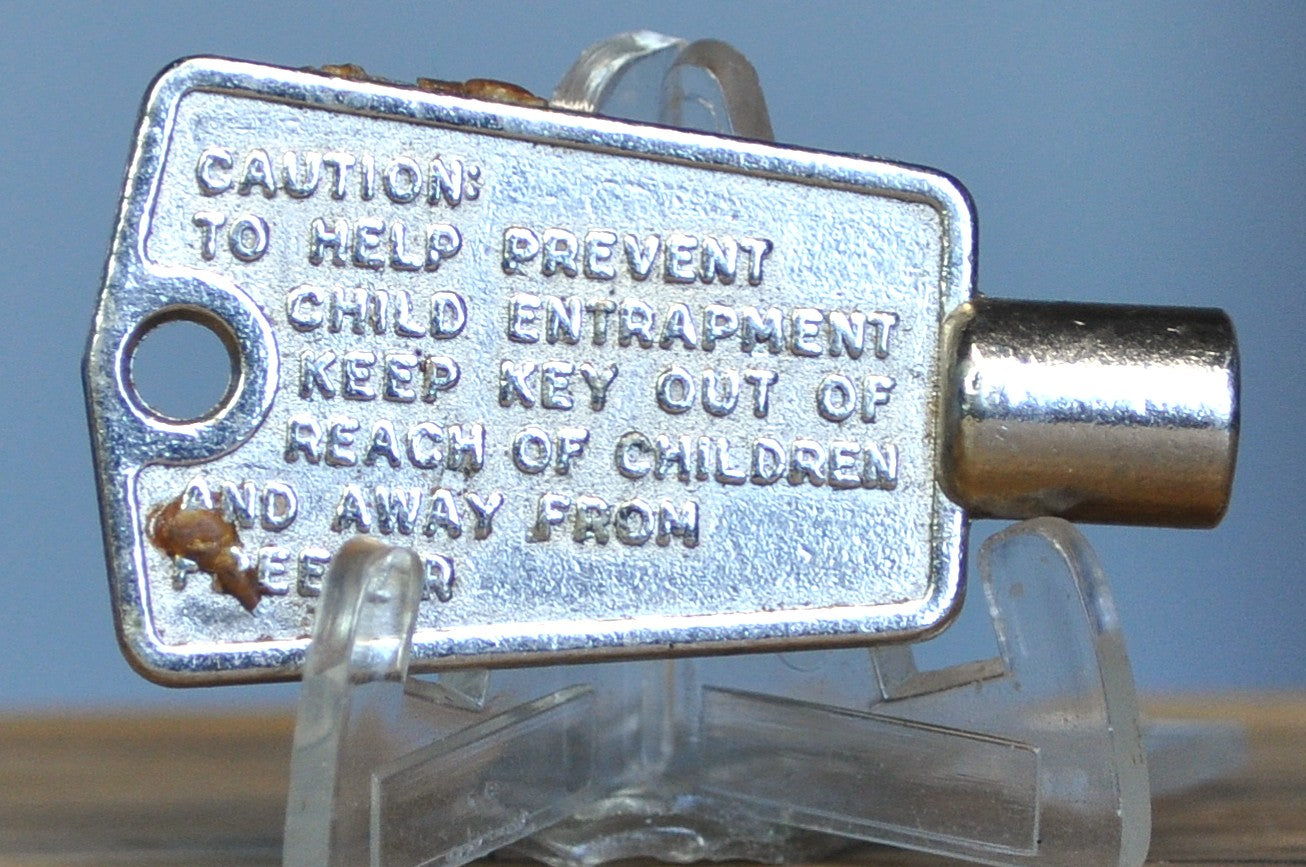 CAUTION:
TO HELP PREVENT
CHILD ENTRAPMENT
KEEP KEY OUT OF
REACH OF CHILDREN
AND AWAY FROM